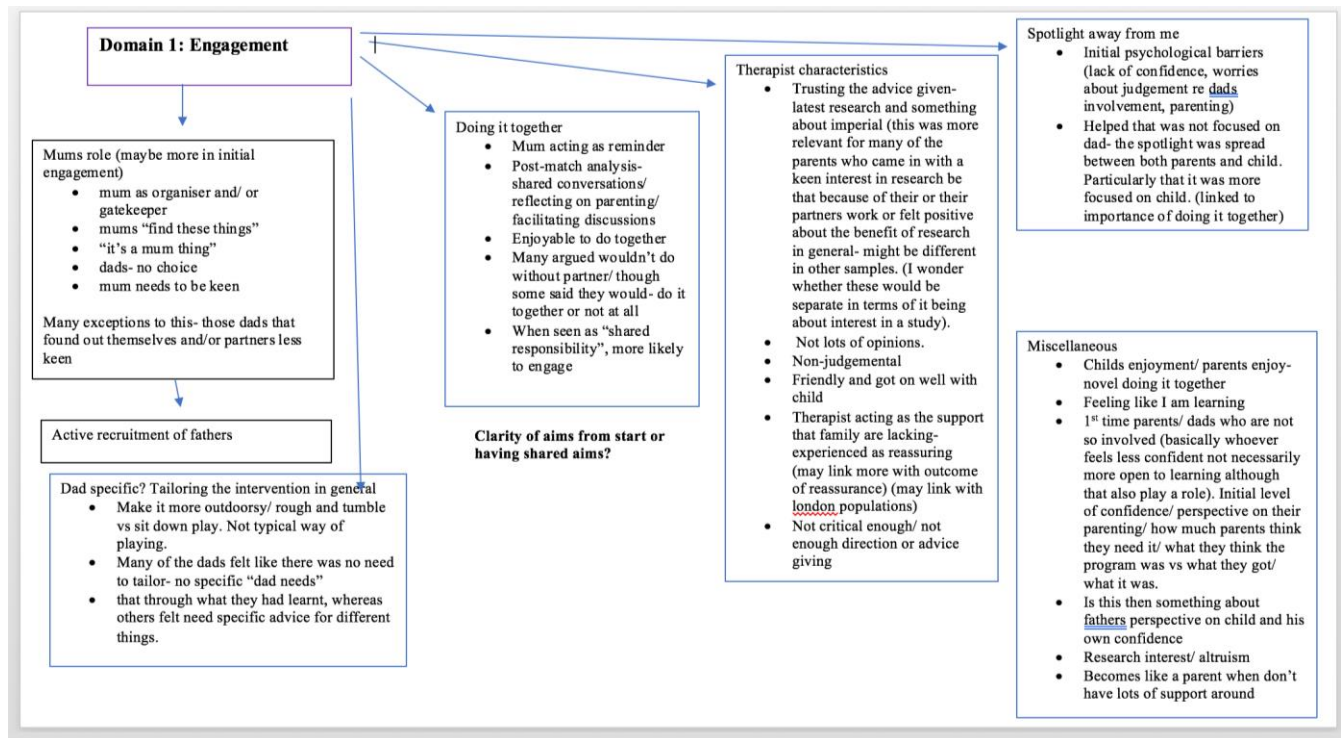 Domain 1: Engagement
Mums role (maybe more in initial
engagement)
• mum as organiser and/ or
gatekeeper
• mums “find these things”
• “it’s a mum thing”
• dads- no choice
• mum needs to be keen
Many exceptions to this- those dads that
found out themselves and/or partners less
keen
Active recruitment of fathers
Dad specific? Tailoring the intervention in general
• Make it more outdoorsy/ rough and tumble
vs sit down play. Not typical way of
playing.
• Many of the dads felt like there was no need
to tailor- no specific “dad needs”
• that through what they had learnt, whereas
others felt need specific advice for different
things.
Doing it together
• Mum acting as reminder
• Post-match analysis-
shared conversations/
reflecting on parenting/
facilitating discussions
• Enjoyable to do together
• Many argued wouldn’t do
without partner/ though
some said they would- do it
together or not at all
• When seen as “shared
responsibility”, more likely
to engage
Clarity of aims from start or
having shared aims?
Therapist characteristics
• Trusting the advice given-
latest research and something
about imperial (this was more
relevant for many of the
parents who came in with a
keen interest in research be
that because of their or their
partners work or felt positive
about the benefit of research
in general- might be different
in other samples. (I wonder
whether these would be
separate in terms of it being
about interest in a study).
• Not lots of opinions.
• Non-judgemental
• Friendly and got on well with
child
• Therapist acting as the support
that family are lacking-
experienced as reassuring
(may link more with outcome
of reassurance) (may link with
london populations)
• Not critical enough/ not
enough direction or advice
giving
Spotlight away from me
• Initial psychological barriers
(lack of confidence, worries
about judgement re dads
involvement, parenting)
• Helped that was not focused on
dad- the spotlight was spread
between both parents and child.
Particularly that it was more
focused on child. (linked to
importance of doing it together)
Miscellaneous
• Childs enjoyment/ parents enjoy-
novel doing it together
• Feeling like I am learning
• 1st time parents/ dads who are not
so involved (basically whoever
feels less confident not necessarily
more open to learning although
that also play a role). Initial level
of confidence/ perspective on their
parenting/ how much parents think
they need it/ what they think the
program was vs what they got/
what it was.
• Is this then something about
fathers perspective on child and his
own confidence
• Research interest/ altruism
• Becomes like a parent when don’t
have lots of support around